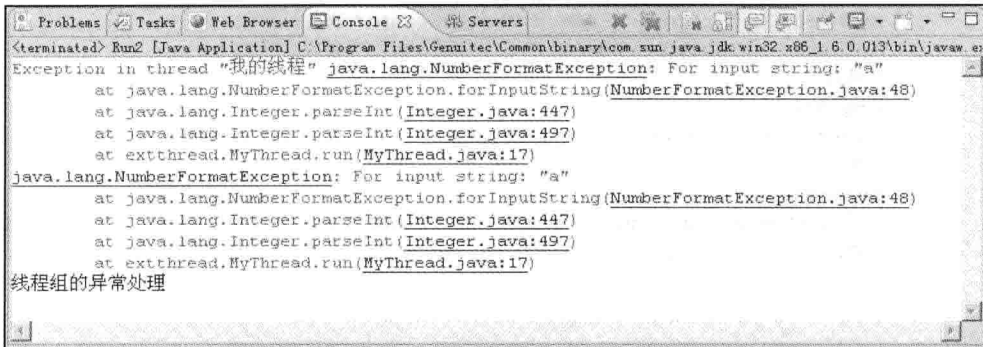 Problems Tasks Web Browser Console Servers
<terminated> Run2 [Java Application] C:\Program Files\Genuitec\Common\binary\com.sun.java.jdk.win32.x86_1.6.0.013\bin\javaw.ex
Exception in thread "我的线程" java.lang.NumberFormatException: For input string: "a"
at java.lang.NumberFormatException.forInputString(NumberFormatException.java:48)
at java.lang.Integer.parseInt(Integer.java:447)
at java.lang.Integer.parseInt(Integer.java:497)
at extthread.MyThread.run(MyThread.java:17)
java.lang.NumberFormatException: For input string: "a"
at java.lang.NumberFormatException.forInputString(NumberFormatException.java:48)
at java.lang.Integer.parseInt(Integer.java:447)
at java.lang.Integer.parseInt(Integer.java:497)
at extthread.MyThread.run(MyThread.java:17)
线程组的异常处理